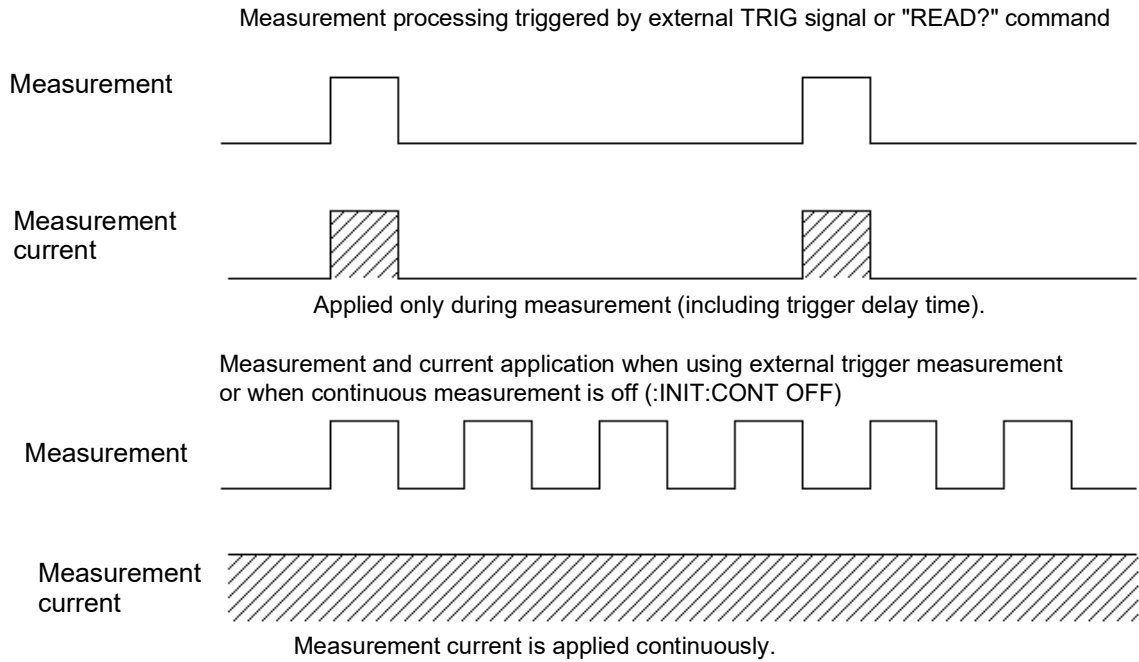 Measurement processing triggered by external TRIG signal or "READ?" command
Measurement
Measurement
current
Applied only during measurement (including trigger delay time).
Measurement and current application when using external trigger measurement
or when continuous measurement is off (:INIT:CONT OFF)
Measurement
Measurement
current
Measurement current is applied continuously.